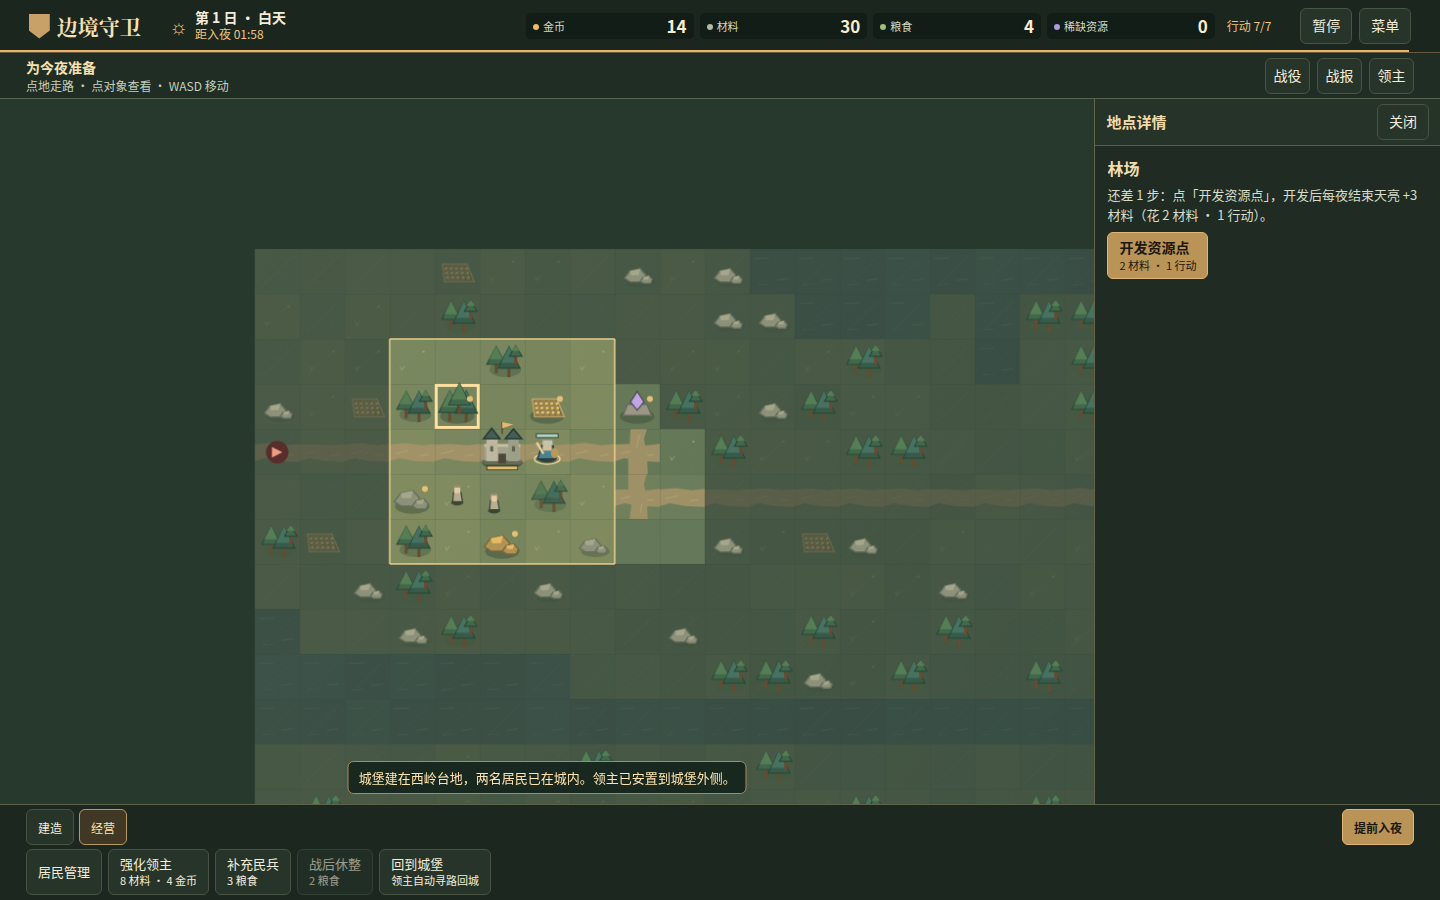 边境守卫
第 1 日 · 白天
距入夜 01:58
金币 14
材料 30
粮食 4
稀缺资源 0
行动 7/7
暂停
菜单
为今夜准备
点地走路 · 点对象查看 · WASD 移动
战役
战报
领主
地点详情
关闭
林场
还差 1 步：点「开发资源点」，开发后每夜结束天亮 +3
材料（花 2 材料 · 1 行动）。
开发资源点
2 材料 · 1 行动
城堡建在西岭台地，两名居民已在城内。领主已安置到城堡外侧。
建造
经营
提前入夜
居民管理
强化领主
8 材料 · 4 金币
补充民兵
3 粮食
战后休整
2 粮食
回到城堡
领主自动寻路回城